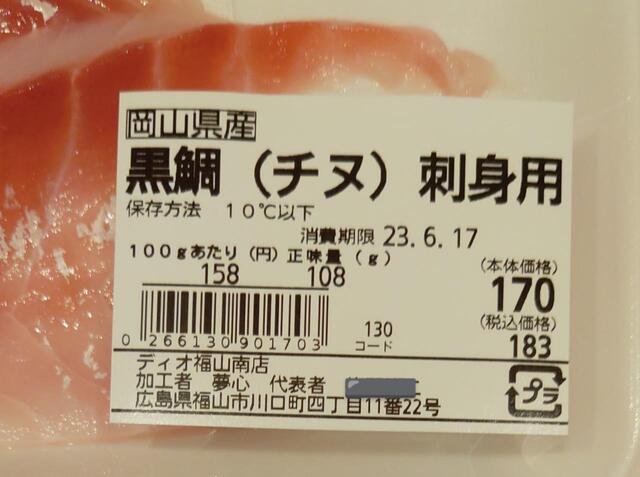 岡山県産
黒鯛（チヌ）刺身用
保存方法 10℃以下
消費期限 23.6.17
100gあたり（円）正味量（g）
158 108
（本体価格）
170
（税込価格）
183
0 266130 901703
130
コード
ディオ福山南店
加工者 夢心 代表者
広島県福山市川口町四丁目11番22号
プラ